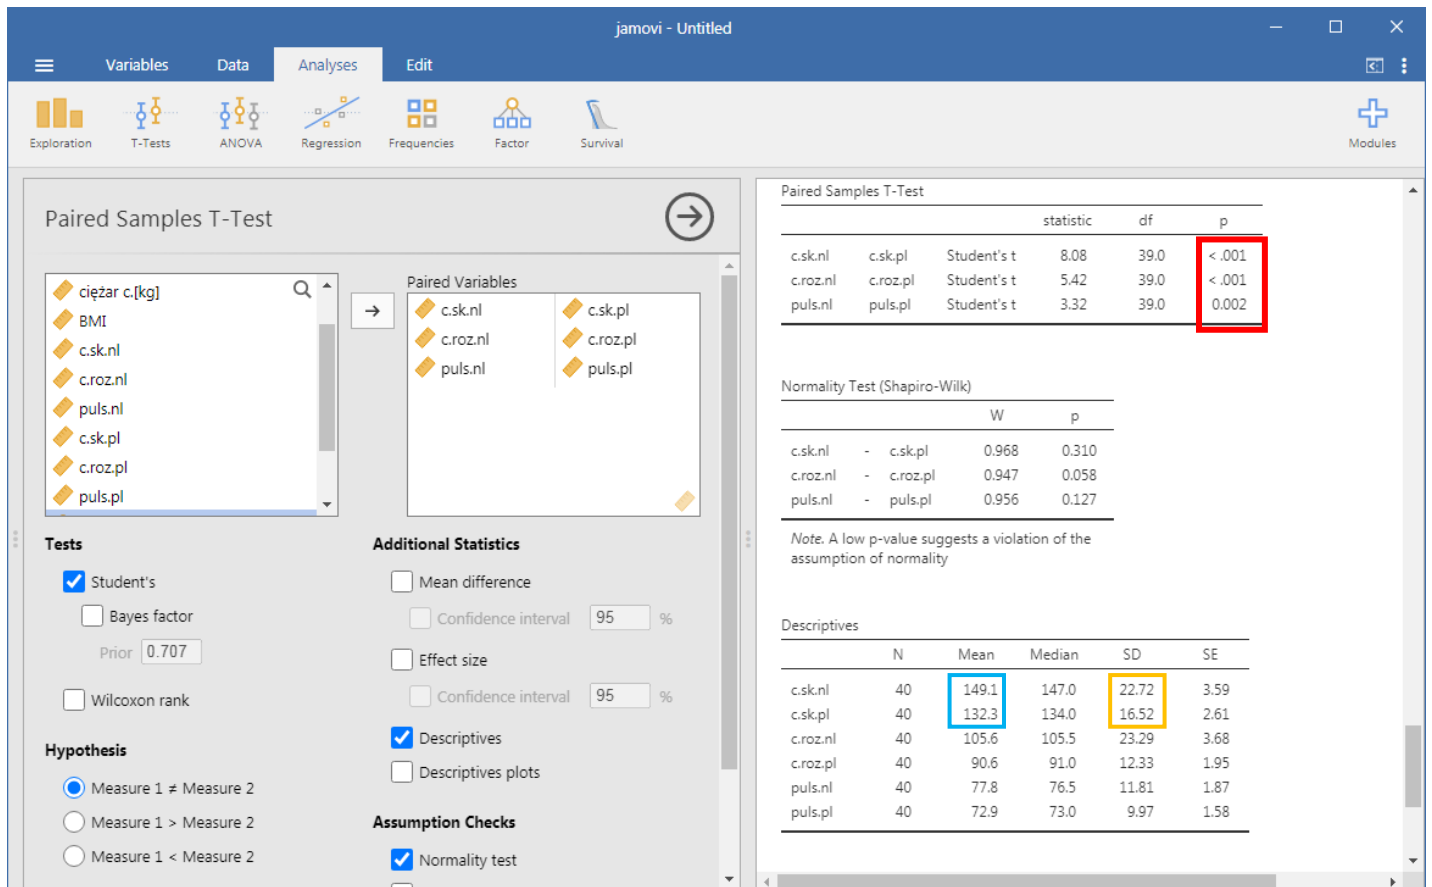 jamovi - Untitled
Variables Data Analyses Edit
Exploration T-Tests ANOVA Regression Frequencies Factor Survival Modules
Paired Samples T-Test
ciężar c.[kg]
BMI
c.sk.nl
c.roz.nl
puls.nl
c.sk.pl
c.roz.pl
puls.pl
Paired Variables
c.sk.nl c.sk.pl
c.roz.nl c.roz.pl
puls.nl puls.pl
Tests
Student's
Bayes factor
Prior 0.707
Wilcoxon rank
Hypothesis
Measure 1 ≠ Measure 2
Measure 1 > Measure 2
Measure 1 < Measure 2
Additional Statistics
Mean difference
Confidence interval 95 %
Effect size
Confidence interval 95 %
Descriptives
Descriptives plots
Assumption Checks
Normality test
Paired Samples T-Test
statistic df p
c.sk.nl c.sk.pl Student's t 8.08 39.0 < .001
c.roz.nl c.roz.pl Student's t 5.42 39.0 < .001
puls.nl puls.pl Student's t 3.32 39.0 0.002
Normality Test (Shapiro-Wilk)
W p
c.sk.nl - c.sk.pl 0.968 0.310
c.roz.nl - c.roz.pl 0.947 0.058
puls.nl - puls.pl 0.956 0.127
Note. A low p-value suggests a violation of the
assumption of normality
Descriptives
N Mean Median SD SE
c.sk.nl 40 149.1 147.0 22.72 3.59
c.sk.pl 40 132.3 134.0 16.52 2.61
c.roz.nl 40 105.6 105.5 23.29 3.68
c.roz.pl 40 90.6 91.0 12.33 1.95
puls.nl 40 77.8 76.5 11.81 1.87
puls.pl 40 72.9 73.0 9.97 1.58